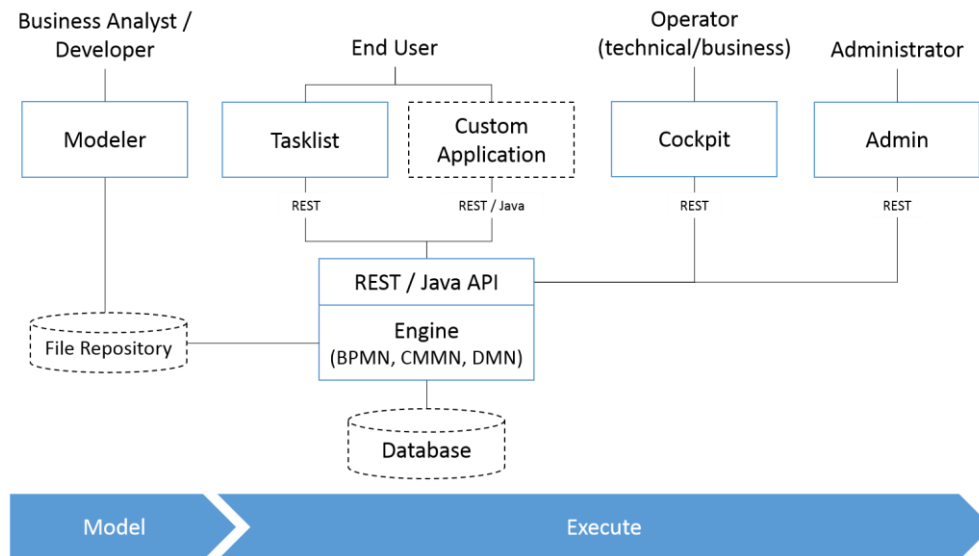 Business Analyst /
Developer
End User
Operator
(technical/business)
Administrator
Modeler
Tasklist
Custom
Application
Cockpit
Admin
REST
REST / Java
REST
REST
REST / Java API
Engine
(BPMN, CMMN, DMN)
File Repository
Database
Model
Execute